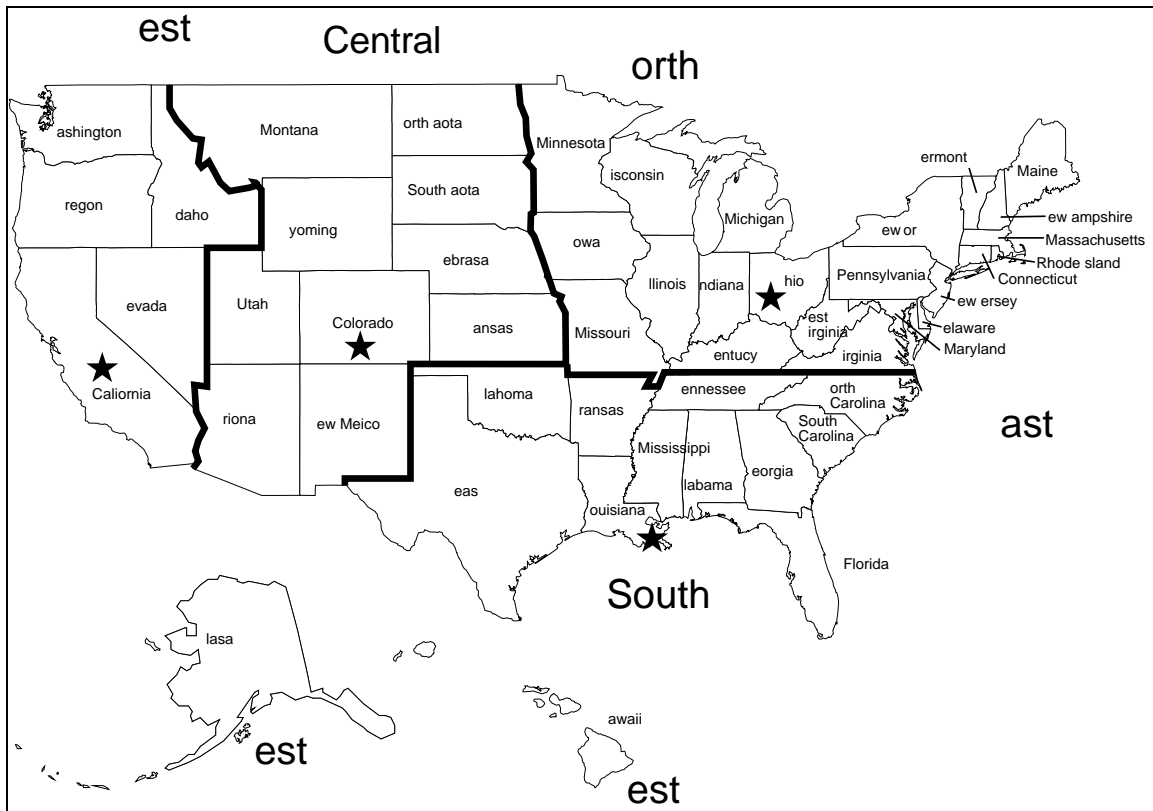 est
Central
orth
ashington
Montana
orth aota
Minnesota
ermont
Maine
isconsin
regon
daho
South aota
yoming
Michigan
ew ampshire
ew or
owa
Massachusetts
ebrasa
Rhode sland
Pennsylvania
Connecticut
Utah
evada
llinois
ndiana
hio
ew ersey
Colorado
ansas
Missouri
est
irginia
elaware
entucy
irginia
Maryland
Caliornia
ennessee
orth
Carolina
lahoma
riona
ew Meico
ransas
South
Carolina
ast
Mississippi
eorgia
labama
eas
ouisiana
Florida
South
lasa
awaii
est
est